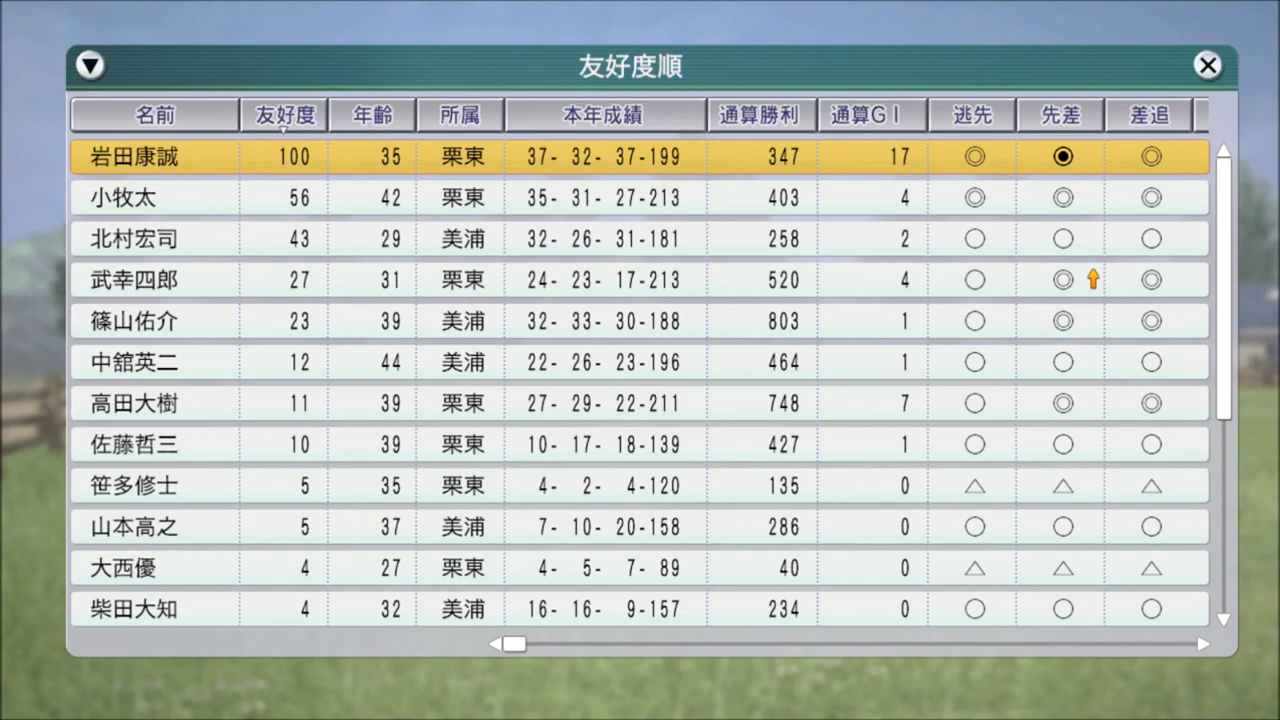 友好度順
名前 友好度 年齢 所属 本年成績 通算勝利 通算GⅠ 逃先 先差 差追
岩田康誠 100 35 栗東 37- 32- 37-199 347 17 ◎ ◉ ◎
小牧太 56 42 栗東 35- 31- 27-213 403 4 ◎ ◎ ◎
北村宏司 43 29 美浦 32- 26- 31-181 258 2 ○ ○ ○
武幸四郎 27 31 栗東 24- 23- 17-213 520 4 ○ ◎ ◎
篠山佑介 23 39 美浦 32- 33- 30-188 803 1 ○ ◎ ◎
中舘英二 12 44 美浦 22- 26- 23-196 464 1 ○ ○ ○
高田大樹 11 39 栗東 27- 29- 22-211 748 7 ○ ◎ ◎
佐藤哲三 10 39 栗東 10- 17- 18-139 427 1 ○ ○ ○
笹多修士 5 35 栗東 4- 2- 4-120 135 0 △ △ △
山本高之 5 37 美浦 7- 10- 20-158 286 0 ○ ○ ○
大西優 4 27 栗東 4- 5- 7- 89 40 0 △ △ △
柴田大知 4 32 美浦 16- 16- 9-157 234 0 ○ ○ ○